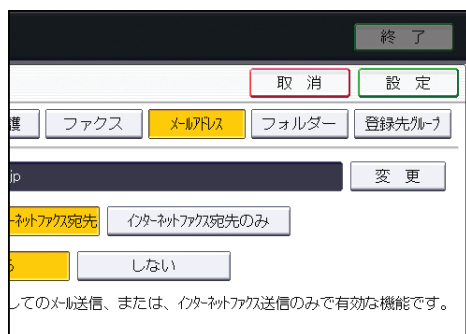 終 了
取 消 設 定
護 ファクス メールアドレス フォルダー 登録先グループ
jp 変 更
ーネットファクス宛先 インターネットファクス宛先のみ
る しない
してのメール送信、または、インターネットファクス送信のみで有効な機能です。